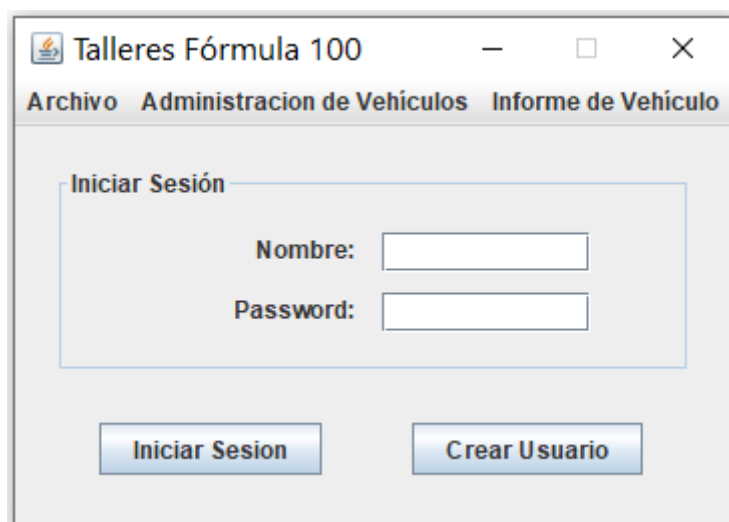 Talleres Fórmula 100
Archivo Administracion de Vehículos Informe de Vehículo
Iniciar Sesión
Nombre:
Password:
Iniciar Sesion Crear Usuario